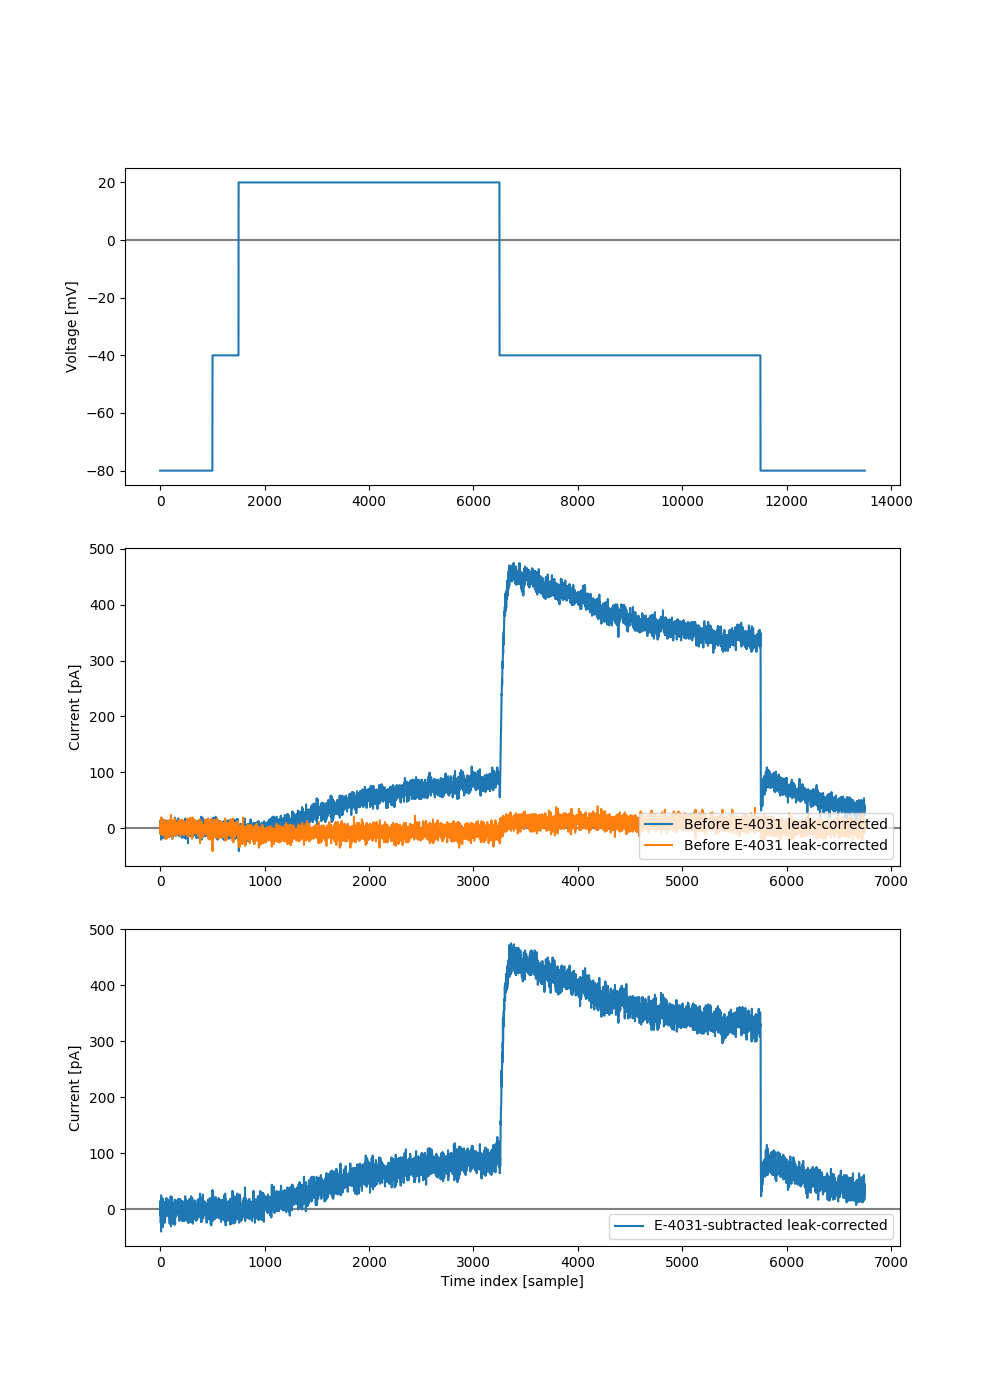 20
0
−20
−40
−60
−80
Voltage [mV]
0 2000 4000 6000 8000 10000 12000 14000
500
400
300
200
100
0
Current [pA]
Before E-4031 leak-corrected
Before E-4031 leak-corrected
0 1000 2000 3000 4000 5000 6000 7000
500
400
300
200
100
0
Current [pA]
E-4031-subtracted leak-corrected
0 1000 2000 3000 4000 5000 6000 7000
Time index [sample]